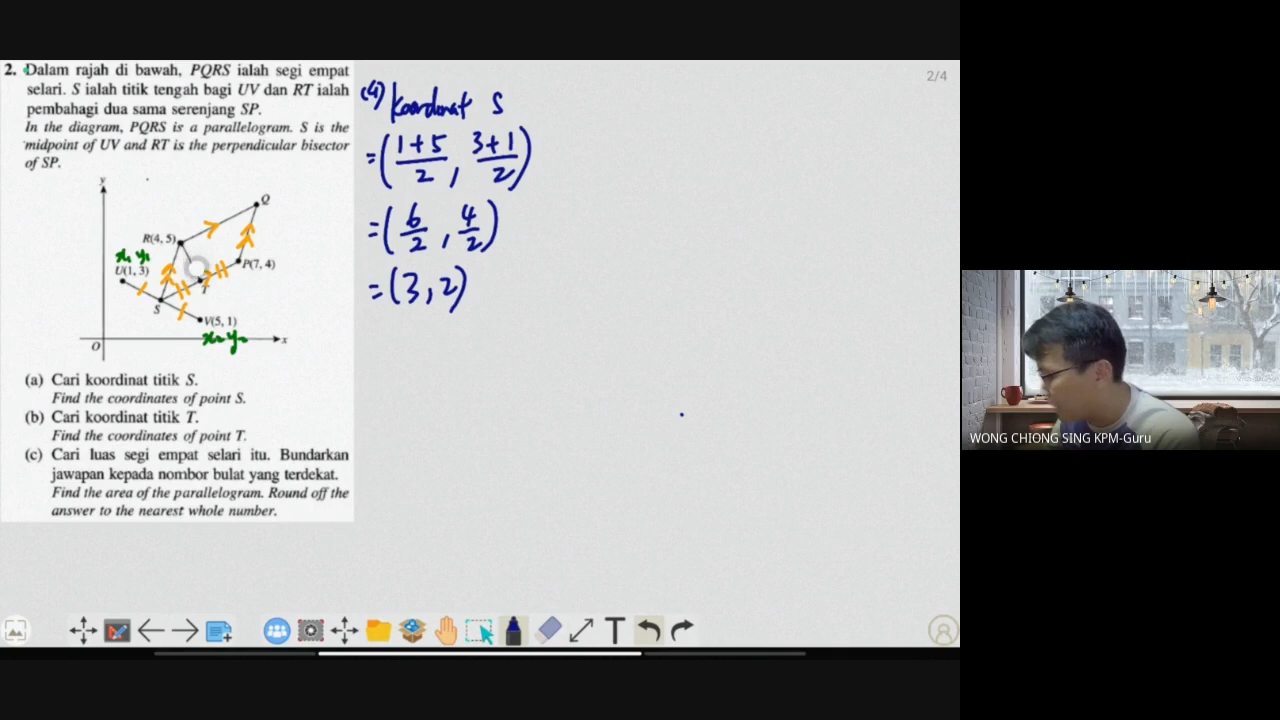 2. Dalam rajah di bawah, PQRS ialah segi empat
selari. S ialah titik tengah bagi UV dan RT ialah
pembahagi dua sama serenjang SP.
In the diagram, PQRS is a parallelogram. S is the
midpoint of UV and RT is the perpendicular bisector
of SP.
y
Q
R(4, 5)
x₁ y₁
U(1, 3)
P(7, 4)
T
S
V(5, 1)
x₂ y₂
O
x
(a) Cari koordinat titik S.
Find the coordinates of point S.
(b) Cari koordinat titik T.
Find the coordinates of point T.
(c) Cari luas segi empat selari itu. Bundarkan
jawapan kepada nombor bulat yang terdekat.
Find the area of the parallelogram. Round off the
answer to the nearest whole number.
(a) Koordinat S
= (1+5/2, 3+1/2)
= (6/2, 4/2)
= (3, 2)
2/4
T
WONG CHIONG SING KPM-Guru